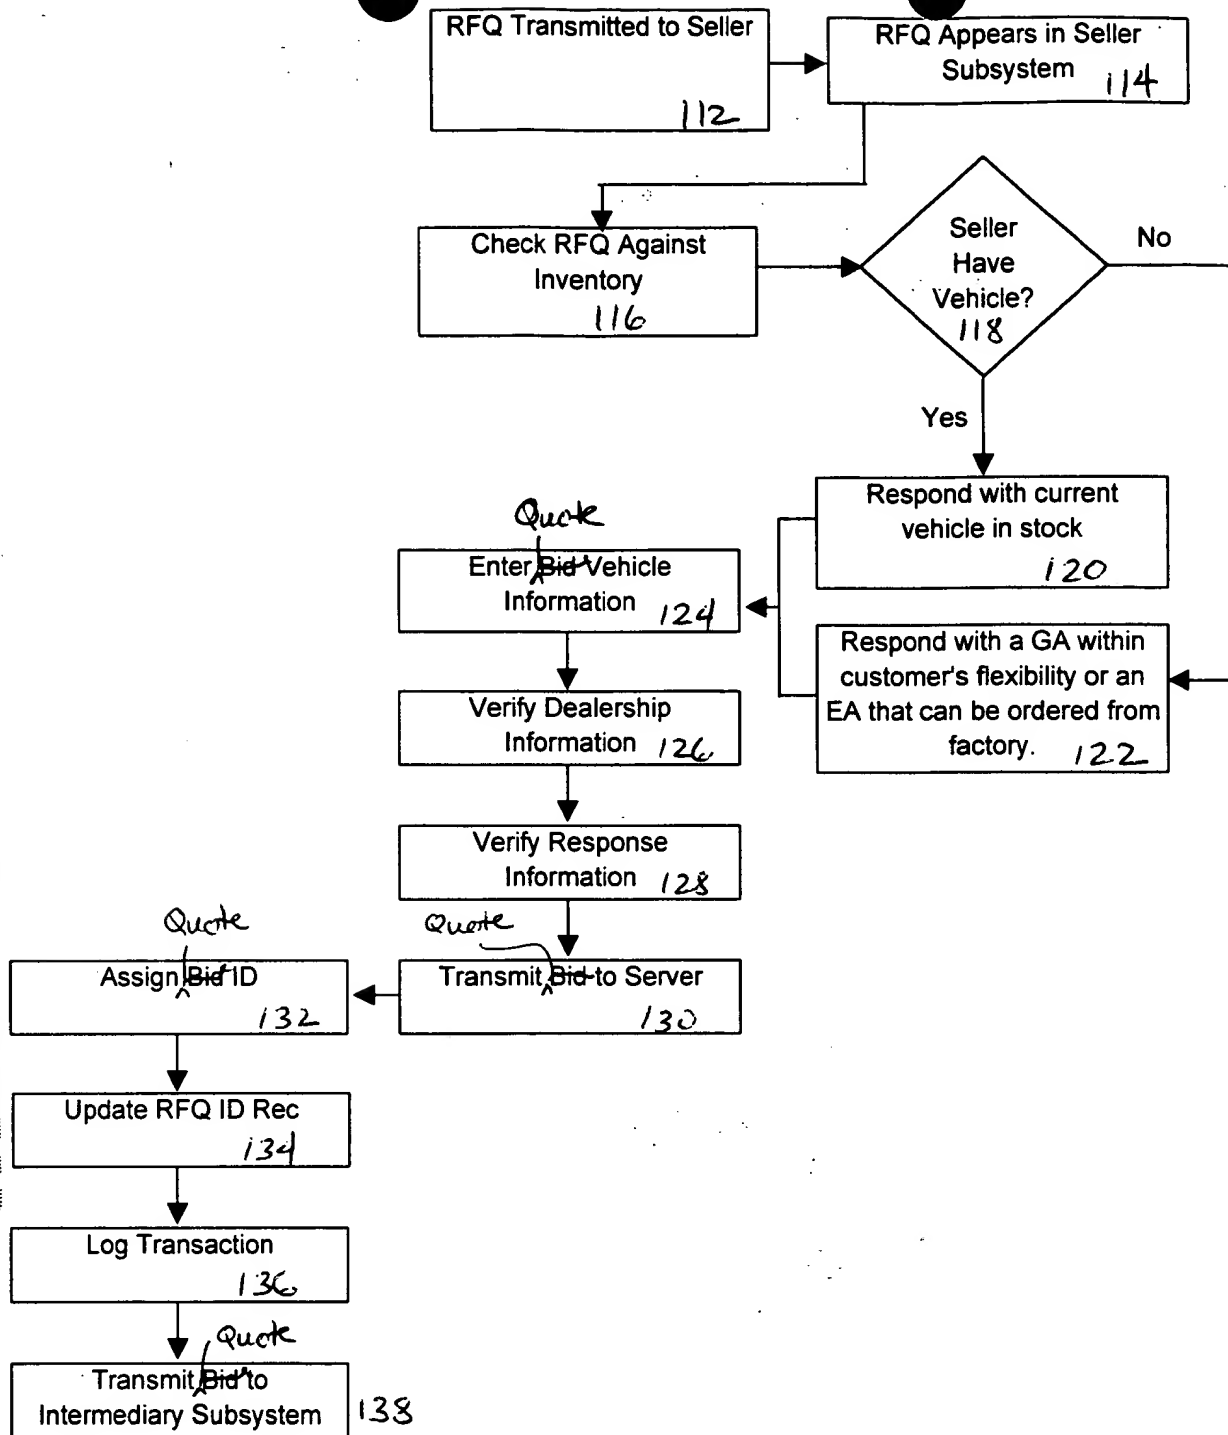 RFQ Transmitted to Seller
112
RFQ Appears in Seller
Subsystem
114
Check RFQ Against
Inventory
116
Seller
Have
Vehicle?
118
No
Yes
Respond with current
vehicle in stock
120
Respond with a GA within
customer's flexibility or an
EA that can be ordered from
factory.
122
Quote
Enter Bid Vehicle
Information
124
Verify Dealership
Information
126
Verify Response
Information
128
Quote
Transmit Bid to Server
130
Quote
Assign Bid ID
132
Update RFQ ID Rec
134
Log Transaction
136
Quote
Transmit Bid to
Intermediary Subsystem
138